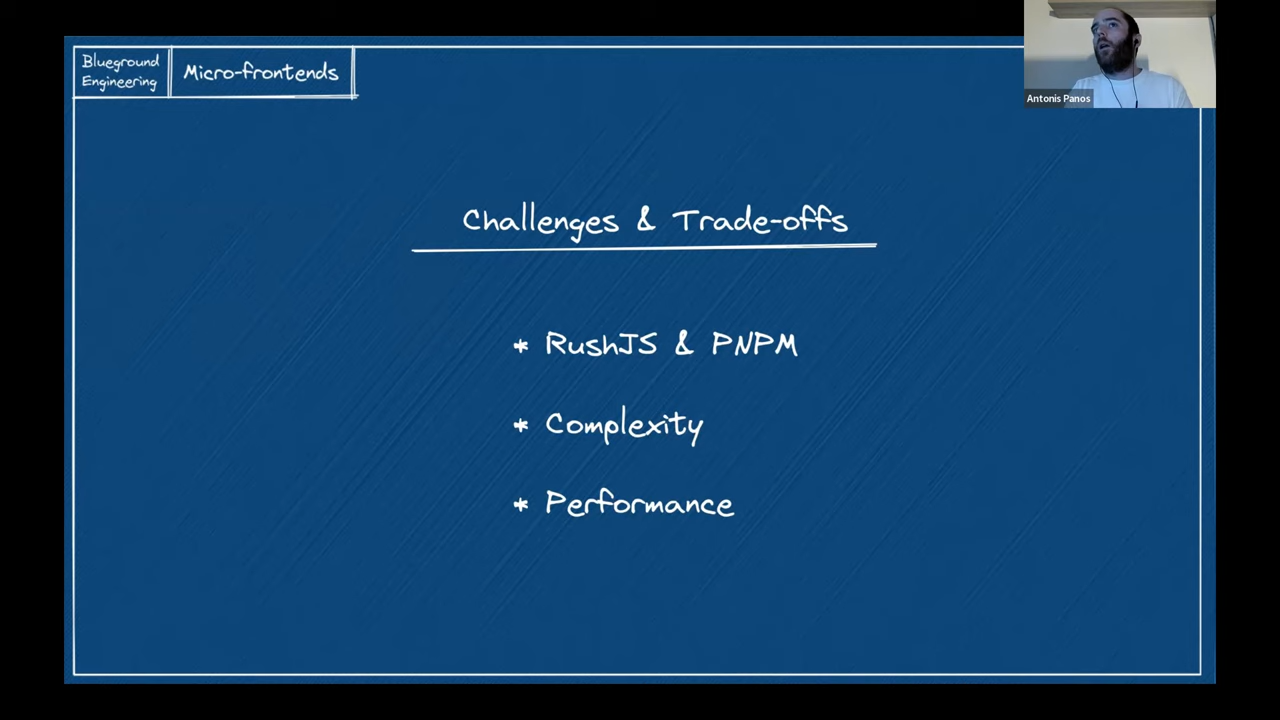 Blueground
Engineering
Micro-frontends
Antonis Panos
Challenges & Trade-offs
* RushJS & PNPM
* Complexity
* Performance